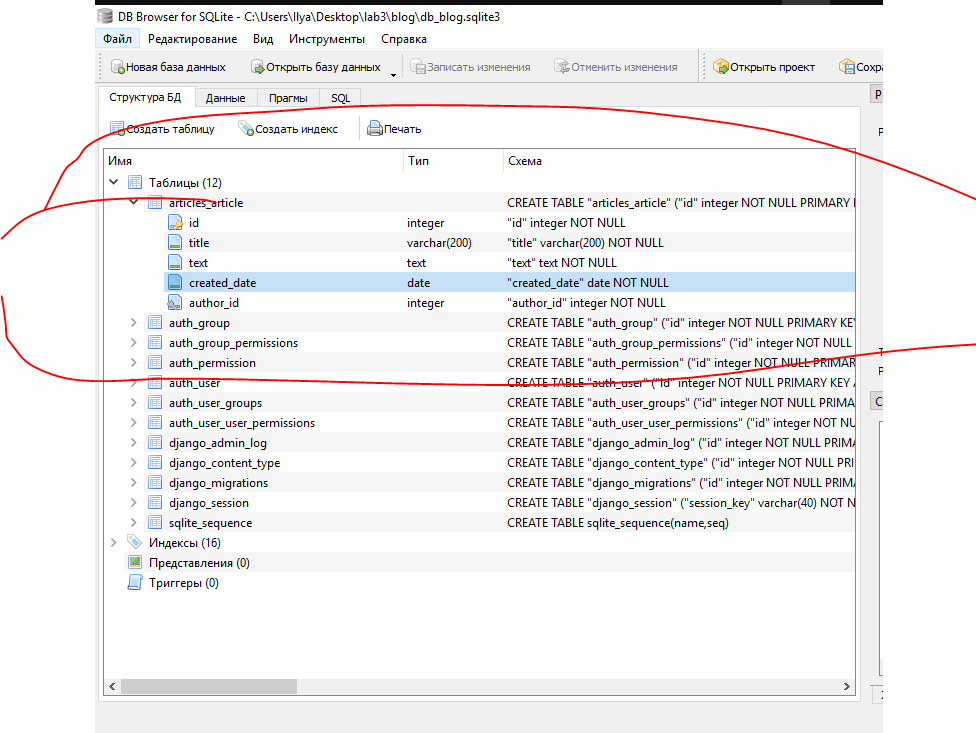 DB Browser for SQLite - C:\Users\Ilya\Desktop\lab3\blog\db_blog.sqlite3
Файл Редактирование Вид Инструменты Справка
Новая база данных Открыть базу данных Записать изменения Отменить изменения Открыть проект Сохра
Структура БД Данные Прагмы SQL
Создать таблицу Создать индекс Печать
Имя Тип Схема
Таблицы (12)
articles_article CREATE TABLE "articles_article" ("id" integer NOT NULL PRIMARY
id integer "id" integer NOT NULL
title varchar(200) "title" varchar(200) NOT NULL
text text "text" text NOT NULL
created_date date "created_date" date NOT NULL
author_id integer "author_id" integer NOT NULL
auth_group CREATE TABLE "auth_group" ("id" integer NOT NULL PRIMARY KEY
auth_group_permissions CREATE TABLE "auth_group_permissions" ("id" integer NOT NULL
auth_permission CREATE TABLE "auth_permission" ("id" integer NOT NULL PRIMAR
auth_user CREATE TABLE "auth_user" ("id" integer NOT NULL PRIMARY KEY A
auth_user_groups CREATE TABLE "auth_user_groups" ("id" integer NOT NULL PRIMA
auth_user_user_permissions CREATE TABLE "auth_user_user_permissions" ("id" integer NOT NU
django_admin_log CREATE TABLE "django_admin_log" ("id" integer NOT NULL PRIMA
django_content_type CREATE TABLE "django_content_type" ("id" integer NOT NULL PRI
django_migrations CREATE TABLE "django_migrations" ("id" integer NOT NULL PRIMA
django_session CREATE TABLE "django_session" ("session_key" varchar(40) NOT N
sqlite_sequence CREATE TABLE sqlite_sequence(name,seq)
Индексы (16)
Представления (0)
Триггеры (0)